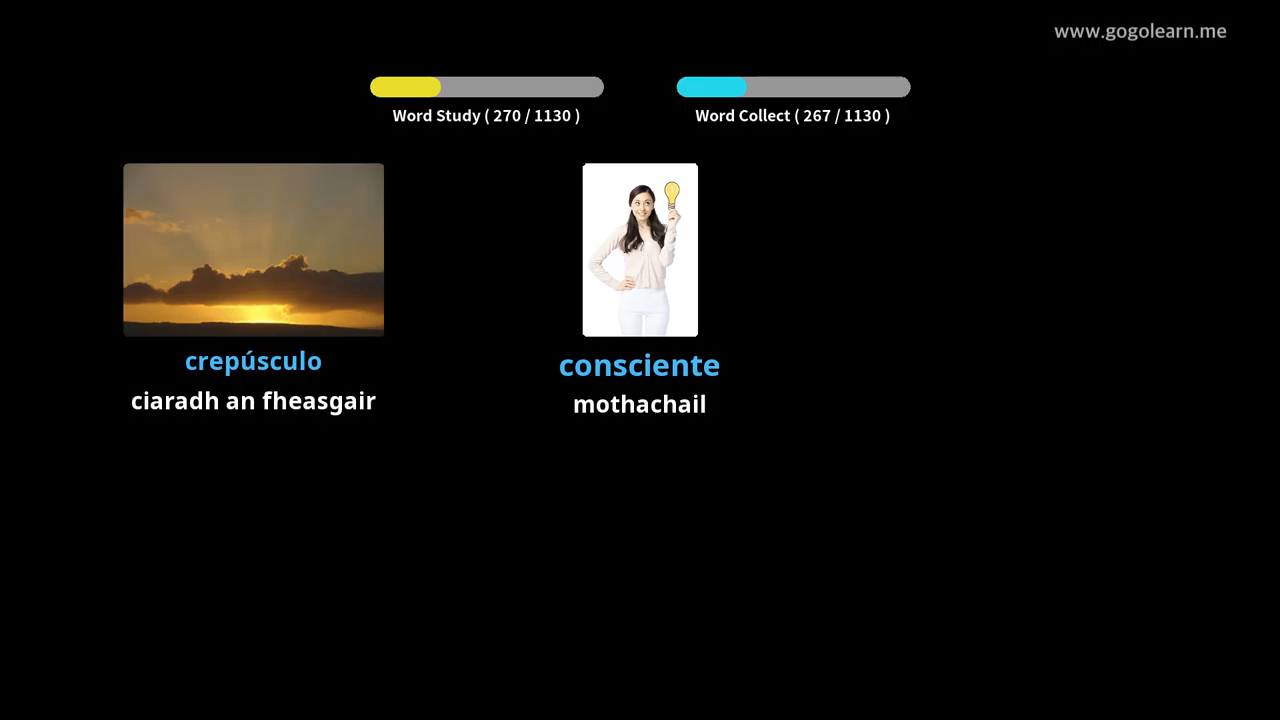 www.gogolearn.me
Word Study ( 270 / 1130 )
Word Collect ( 267 / 1130 )
crepúsculo
ciaradh an fheasgair
consciente
mothachail